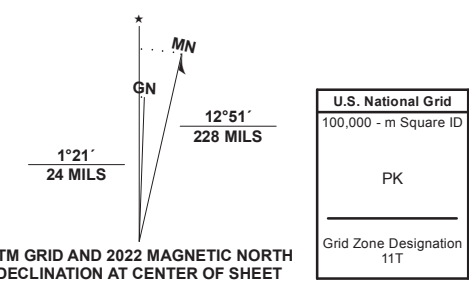 ★
MN
GN
12°51´
228 MILS
1°21´
24 MILS
TM GRID AND 2022 MAGNETIC NORTH
DECLINATION AT CENTER OF SHEET
U.S. National Grid
100,000 - m Square ID
PK
Grid Zone Designation
11T